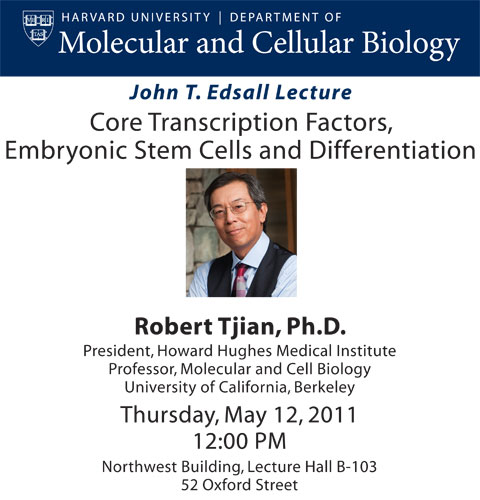 HARVARD UNIVERSITY | DEPARTMENT OF
Molecular and Cellular Biology
John T. Edsall Lecture
Core Transcription Factors,
Embryonic Stem Cells and Differentiation
Robert Tjian, Ph.D.
President, Howard Hughes Medical Institute
Professor, Molecular and Cell Biology
University of California, Berkeley
Thursday, May 12, 2011
12:00 PM
Northwest Building, Lecture Hall B-103
52 Oxford Street